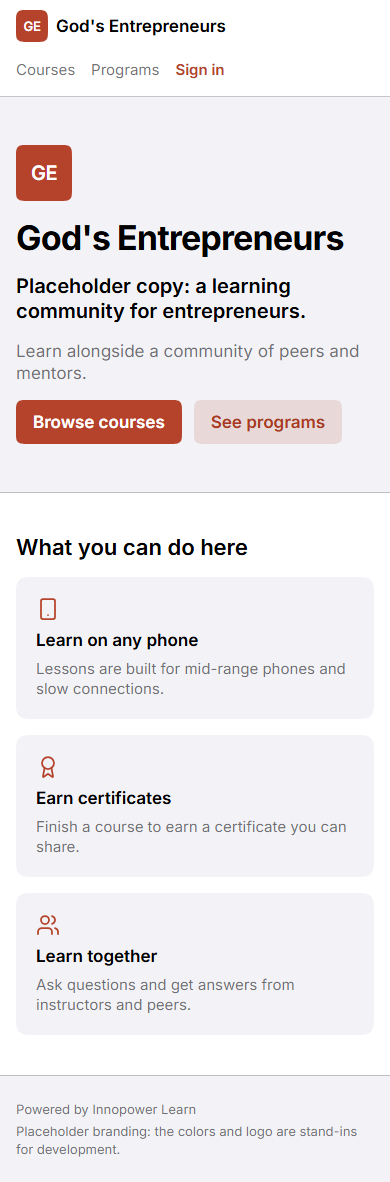 GE God's Entrepreneurs
Courses Programs Sign in
GE
God's Entrepreneurs
Placeholder copy: a learning
community for entrepreneurs.
Learn alongside a community of peers and
mentors.
Browse courses See programs
What you can do here
Learn on any phone
Lessons are built for mid-range phones and
slow connections.
Earn certificates
Finish a course to earn a certificate you can
share.
Learn together
Ask questions and get answers from
instructors and peers.
Powered by Innopower Learn
Placeholder branding: the colors and logo are stand-ins
for development.